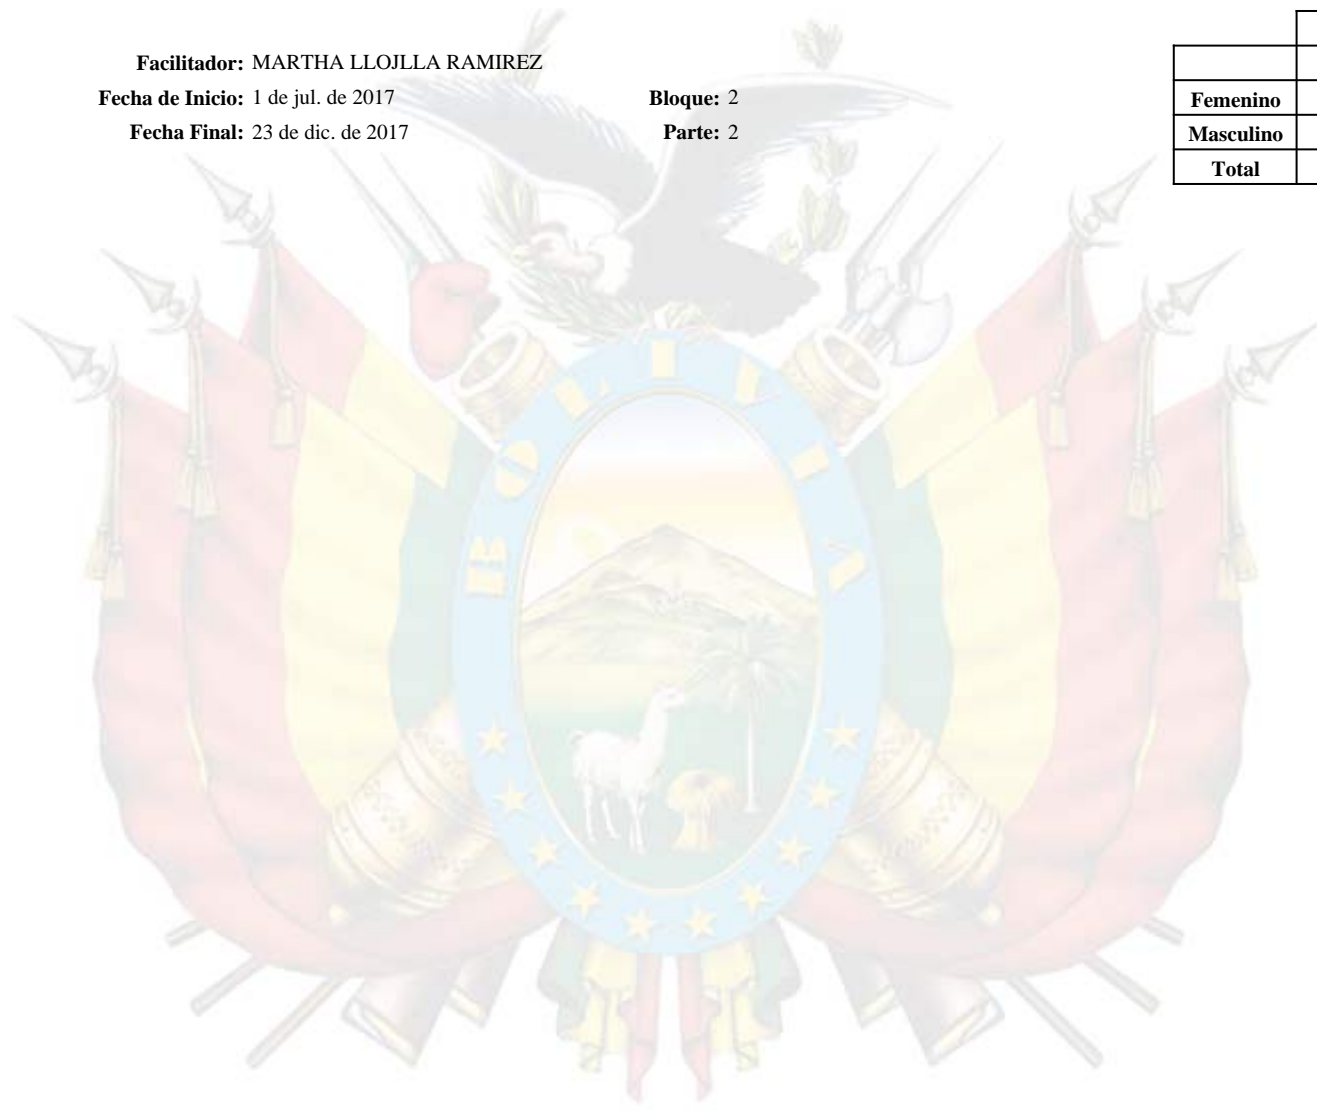 Facilitador: MARTHA LLOJLLA RAMIREZ
Fecha de Inicio: 1 de jul. de 2017 Bloque: 2
Fecha Final: 23 de dic. de 2017 Parte: 2
Femenino
Masculino
Total
BOLIVIA